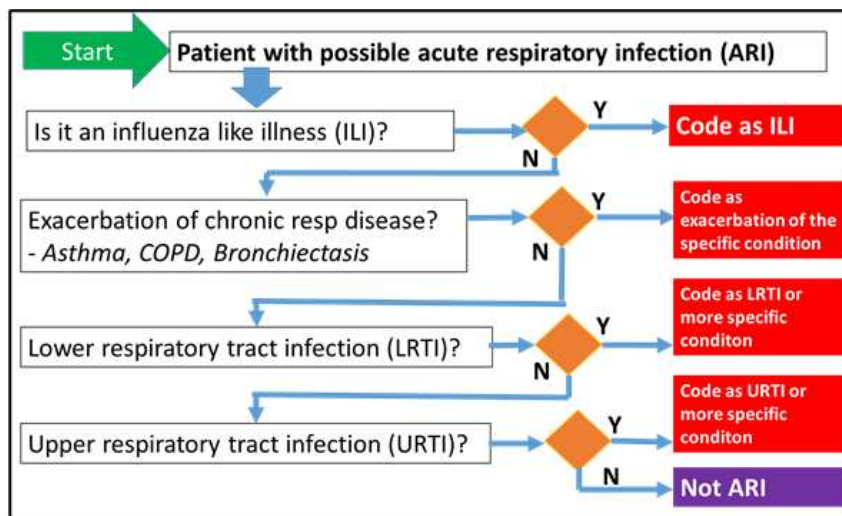 Start
Patient with possible acute respiratory infection (ARI)
Is it an influenza like illness (ILI)?
Y
Code as ILI
N
Exacerbation of chronic resp disease?
- Asthma, COPD, Bronchiectasis
Y
Code as
exacerbation of the
specific condition
N
Lower respiratory tract infection (LRTI)?
Y
Code as LRTI or
more specific
conditon
N
Upper respiratory tract infection (URTI)?
Y
Code as URTI or
more specific
conditon
N
Not ARI